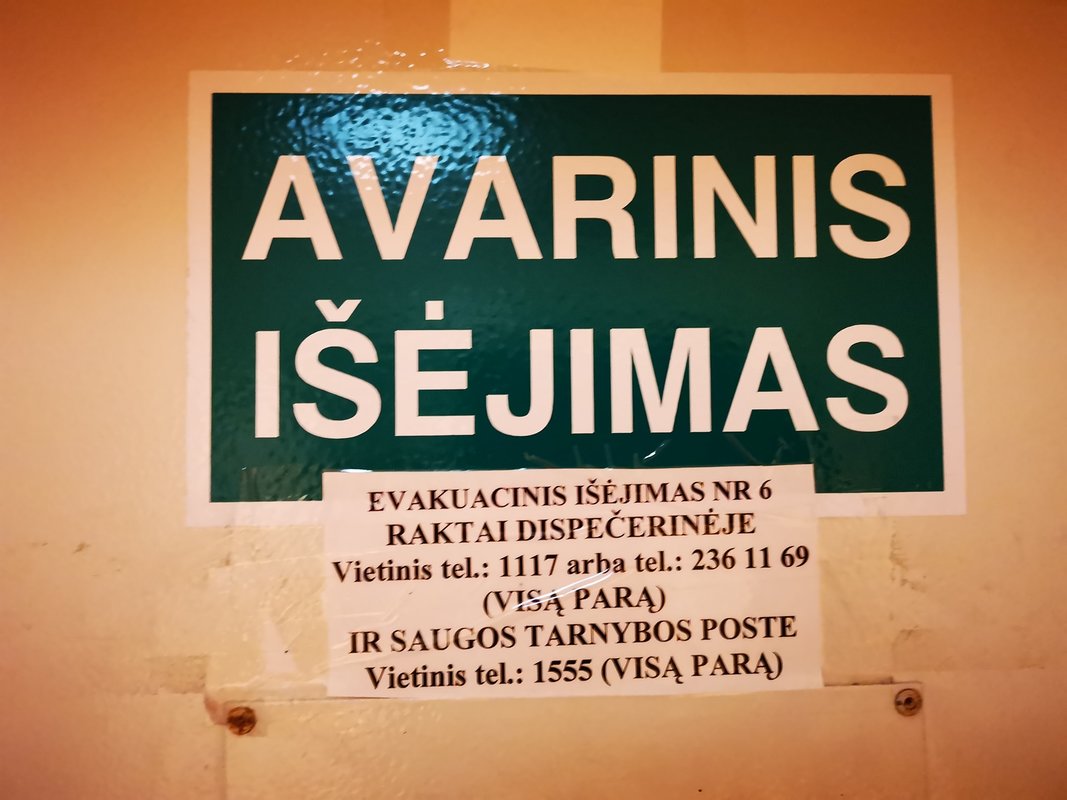 AVARINIS
IŠĖJIMAS
EVAKUACINIS IŠĖJIMAS NR 6
RAKTAI DISPEČERINĖJE
Vietinis tel.: 1117 arba tel.: 236 11 69
(VISĄ PARĄ)
IR SAUGOS TARNYBOS POSTE
Vietinis tel.: 1555 (VISĄ PARĄ)